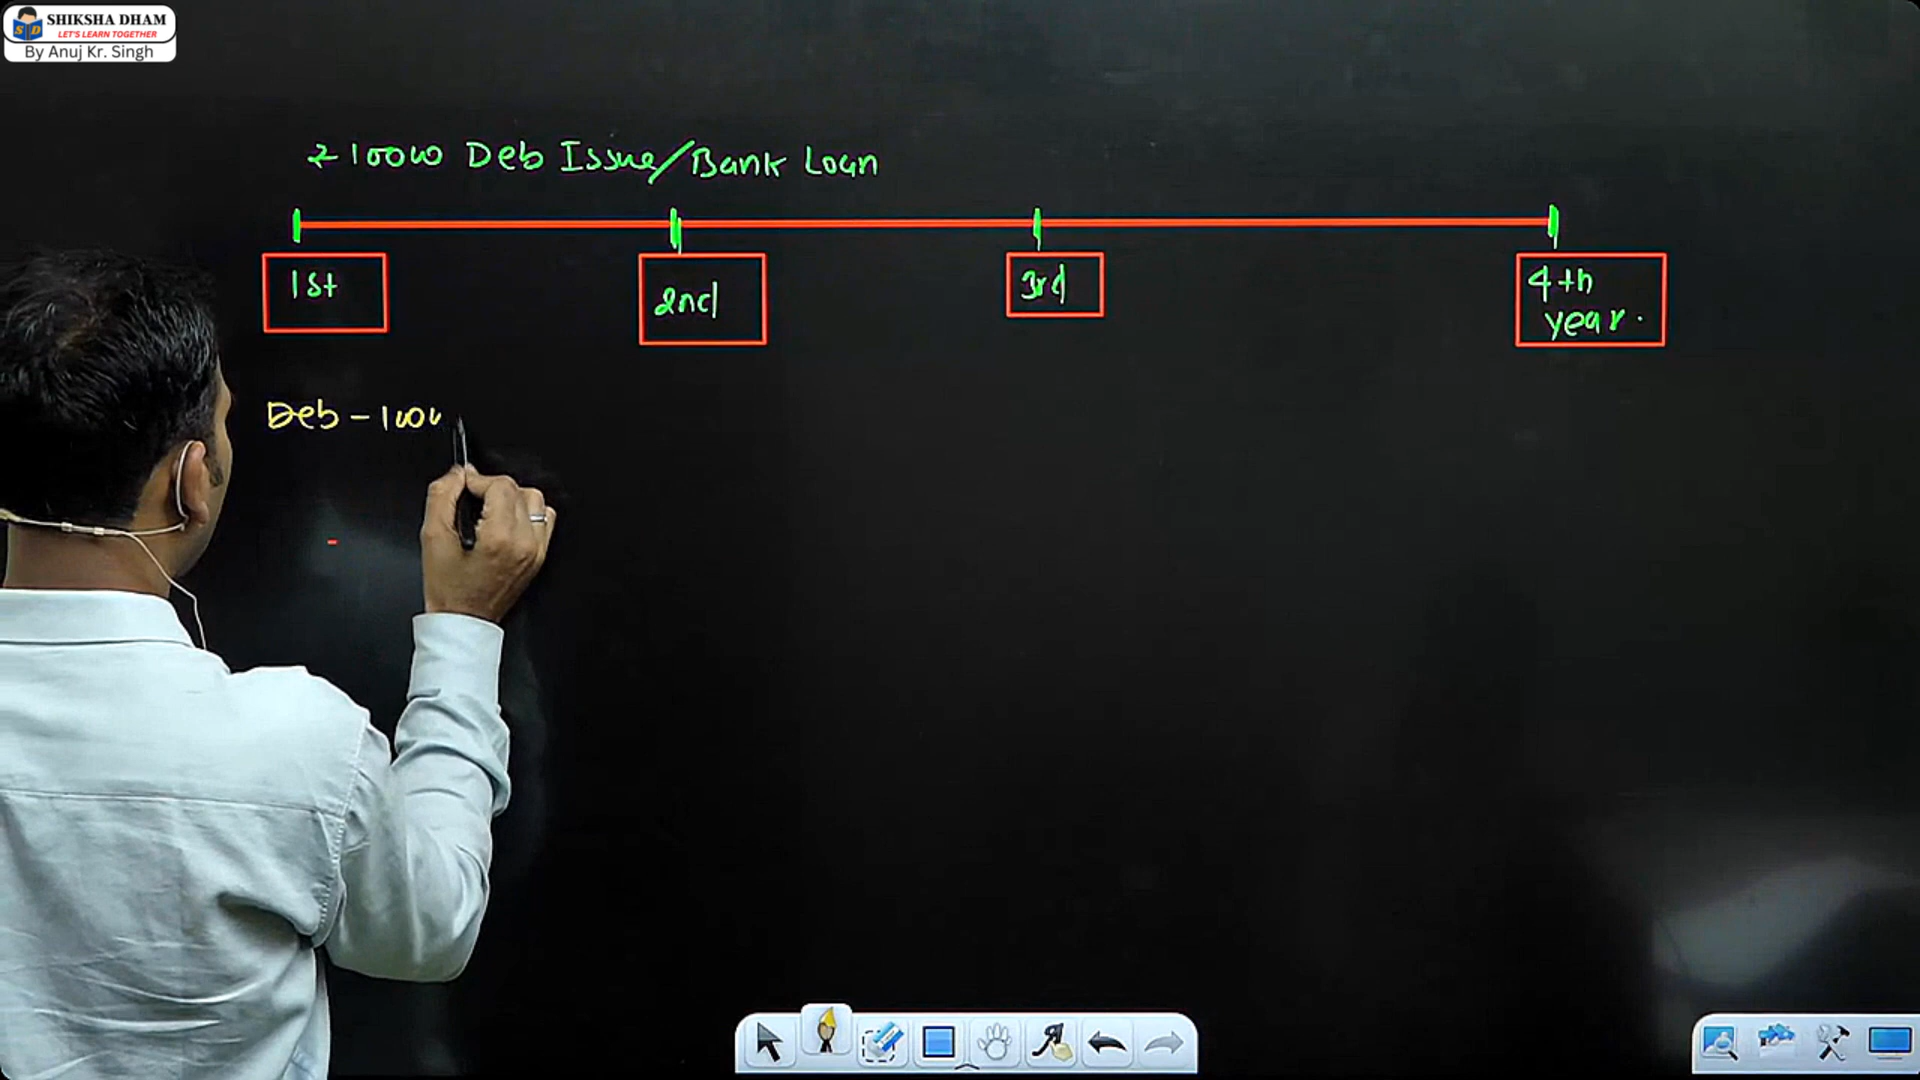 SHIKSHA DHAM
LET'S LEARN TOGETHER
SD
By Anuj Kr. Singh
₹ 10000 Deb Issue/Bank Loan
1st
2nd
3rd
4th
year.
Deb - 1000